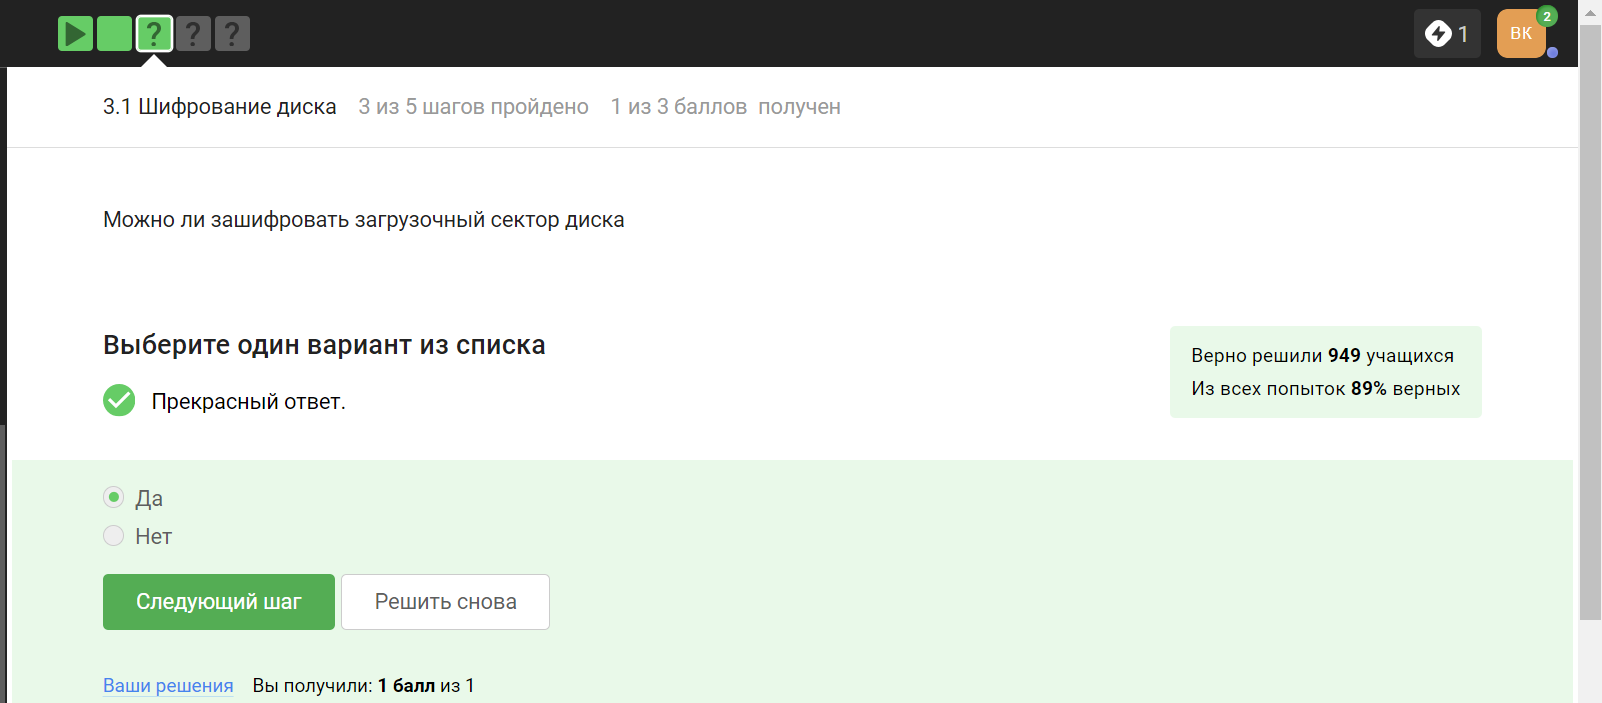 ? ? ?
1
ВК
2
3.1 Шифрование диска 3 из 5 шагов пройдено 1 из 3 баллов получен
Можно ли зашифровать загрузочный сектор диска
Выберите один вариант из списка
Прекрасный ответ.
Верно решили 949 учащихся
Из всех попыток 89% верных
Да
Нет
Следующий шаг Решить снова
Ваши решения Вы получили: 1 балл из 1